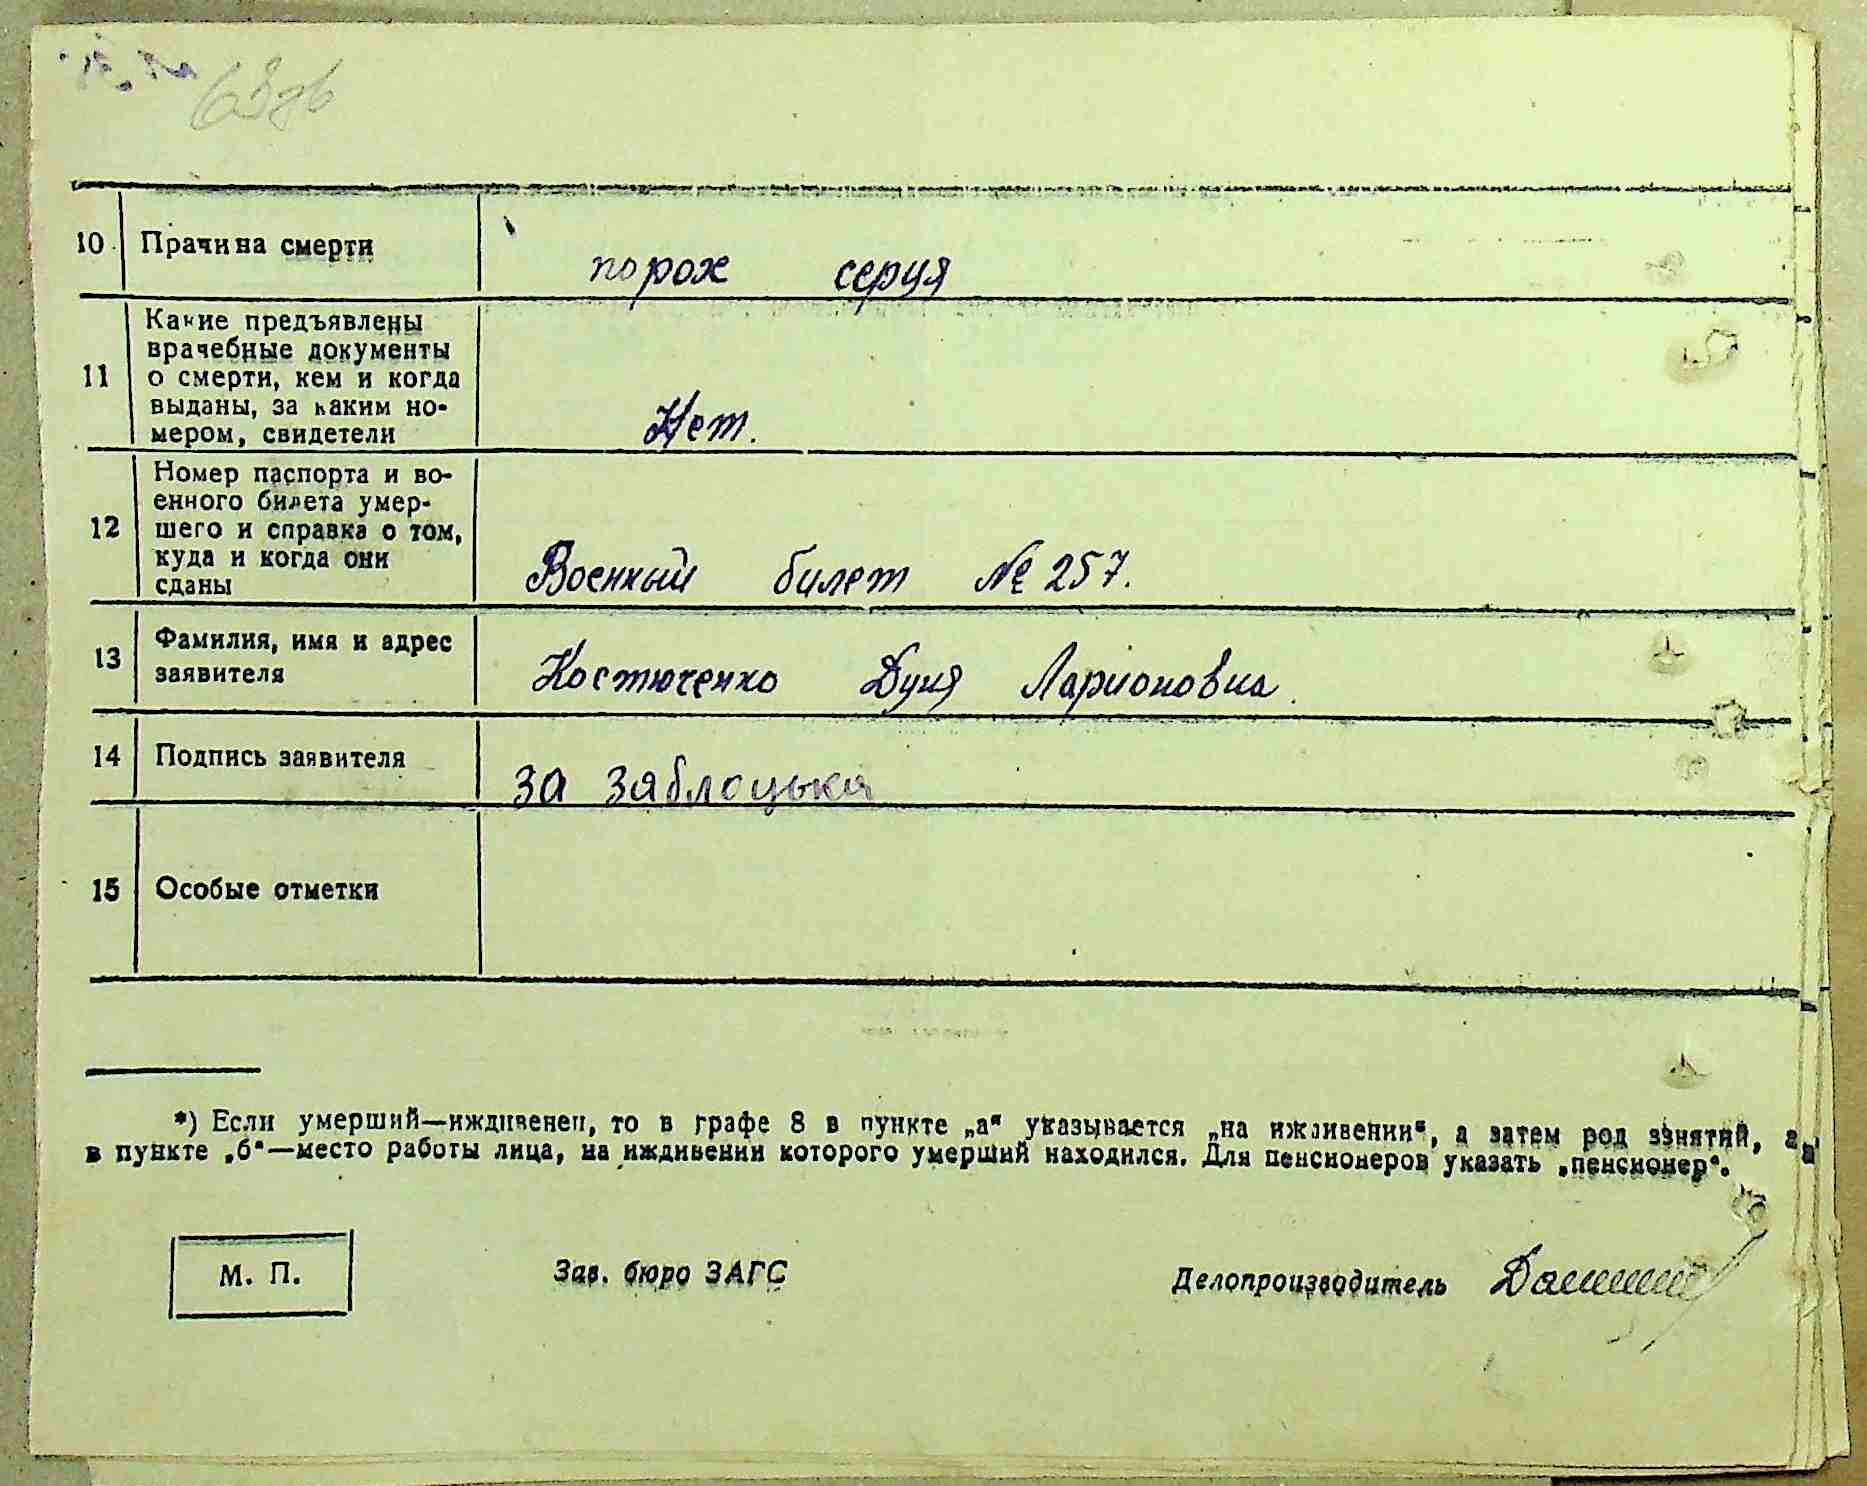 63об
10 Прачина смерти
порох серця
11 Какие предъявлены
врачебные документы
о смерти, кем и когда
выданы, за каким но-
мером, свидетели
Нет.
12 Номер паспорта и во-
енного билета умер-
шего и справка о том,
куда и когда они
сданы
Военный билет № 257.
13 Фамилия, имя и адрес
заявителя
Костюченко Дуня Ларионовна.
14 Подпись заявителя
за Заблоцька
15 Особые отметки
*) Если умерший—иждивенец, то в графе 8 в пункте „а“ указывается „на иждивении“, а затем род занятий, а
в пункте „б“—место работы лица, на иждивении которого умерший находился. Для пенсионеров указать „пенсионер“.
М. П. Зав. бюро ЗАГС Делопроизводитель